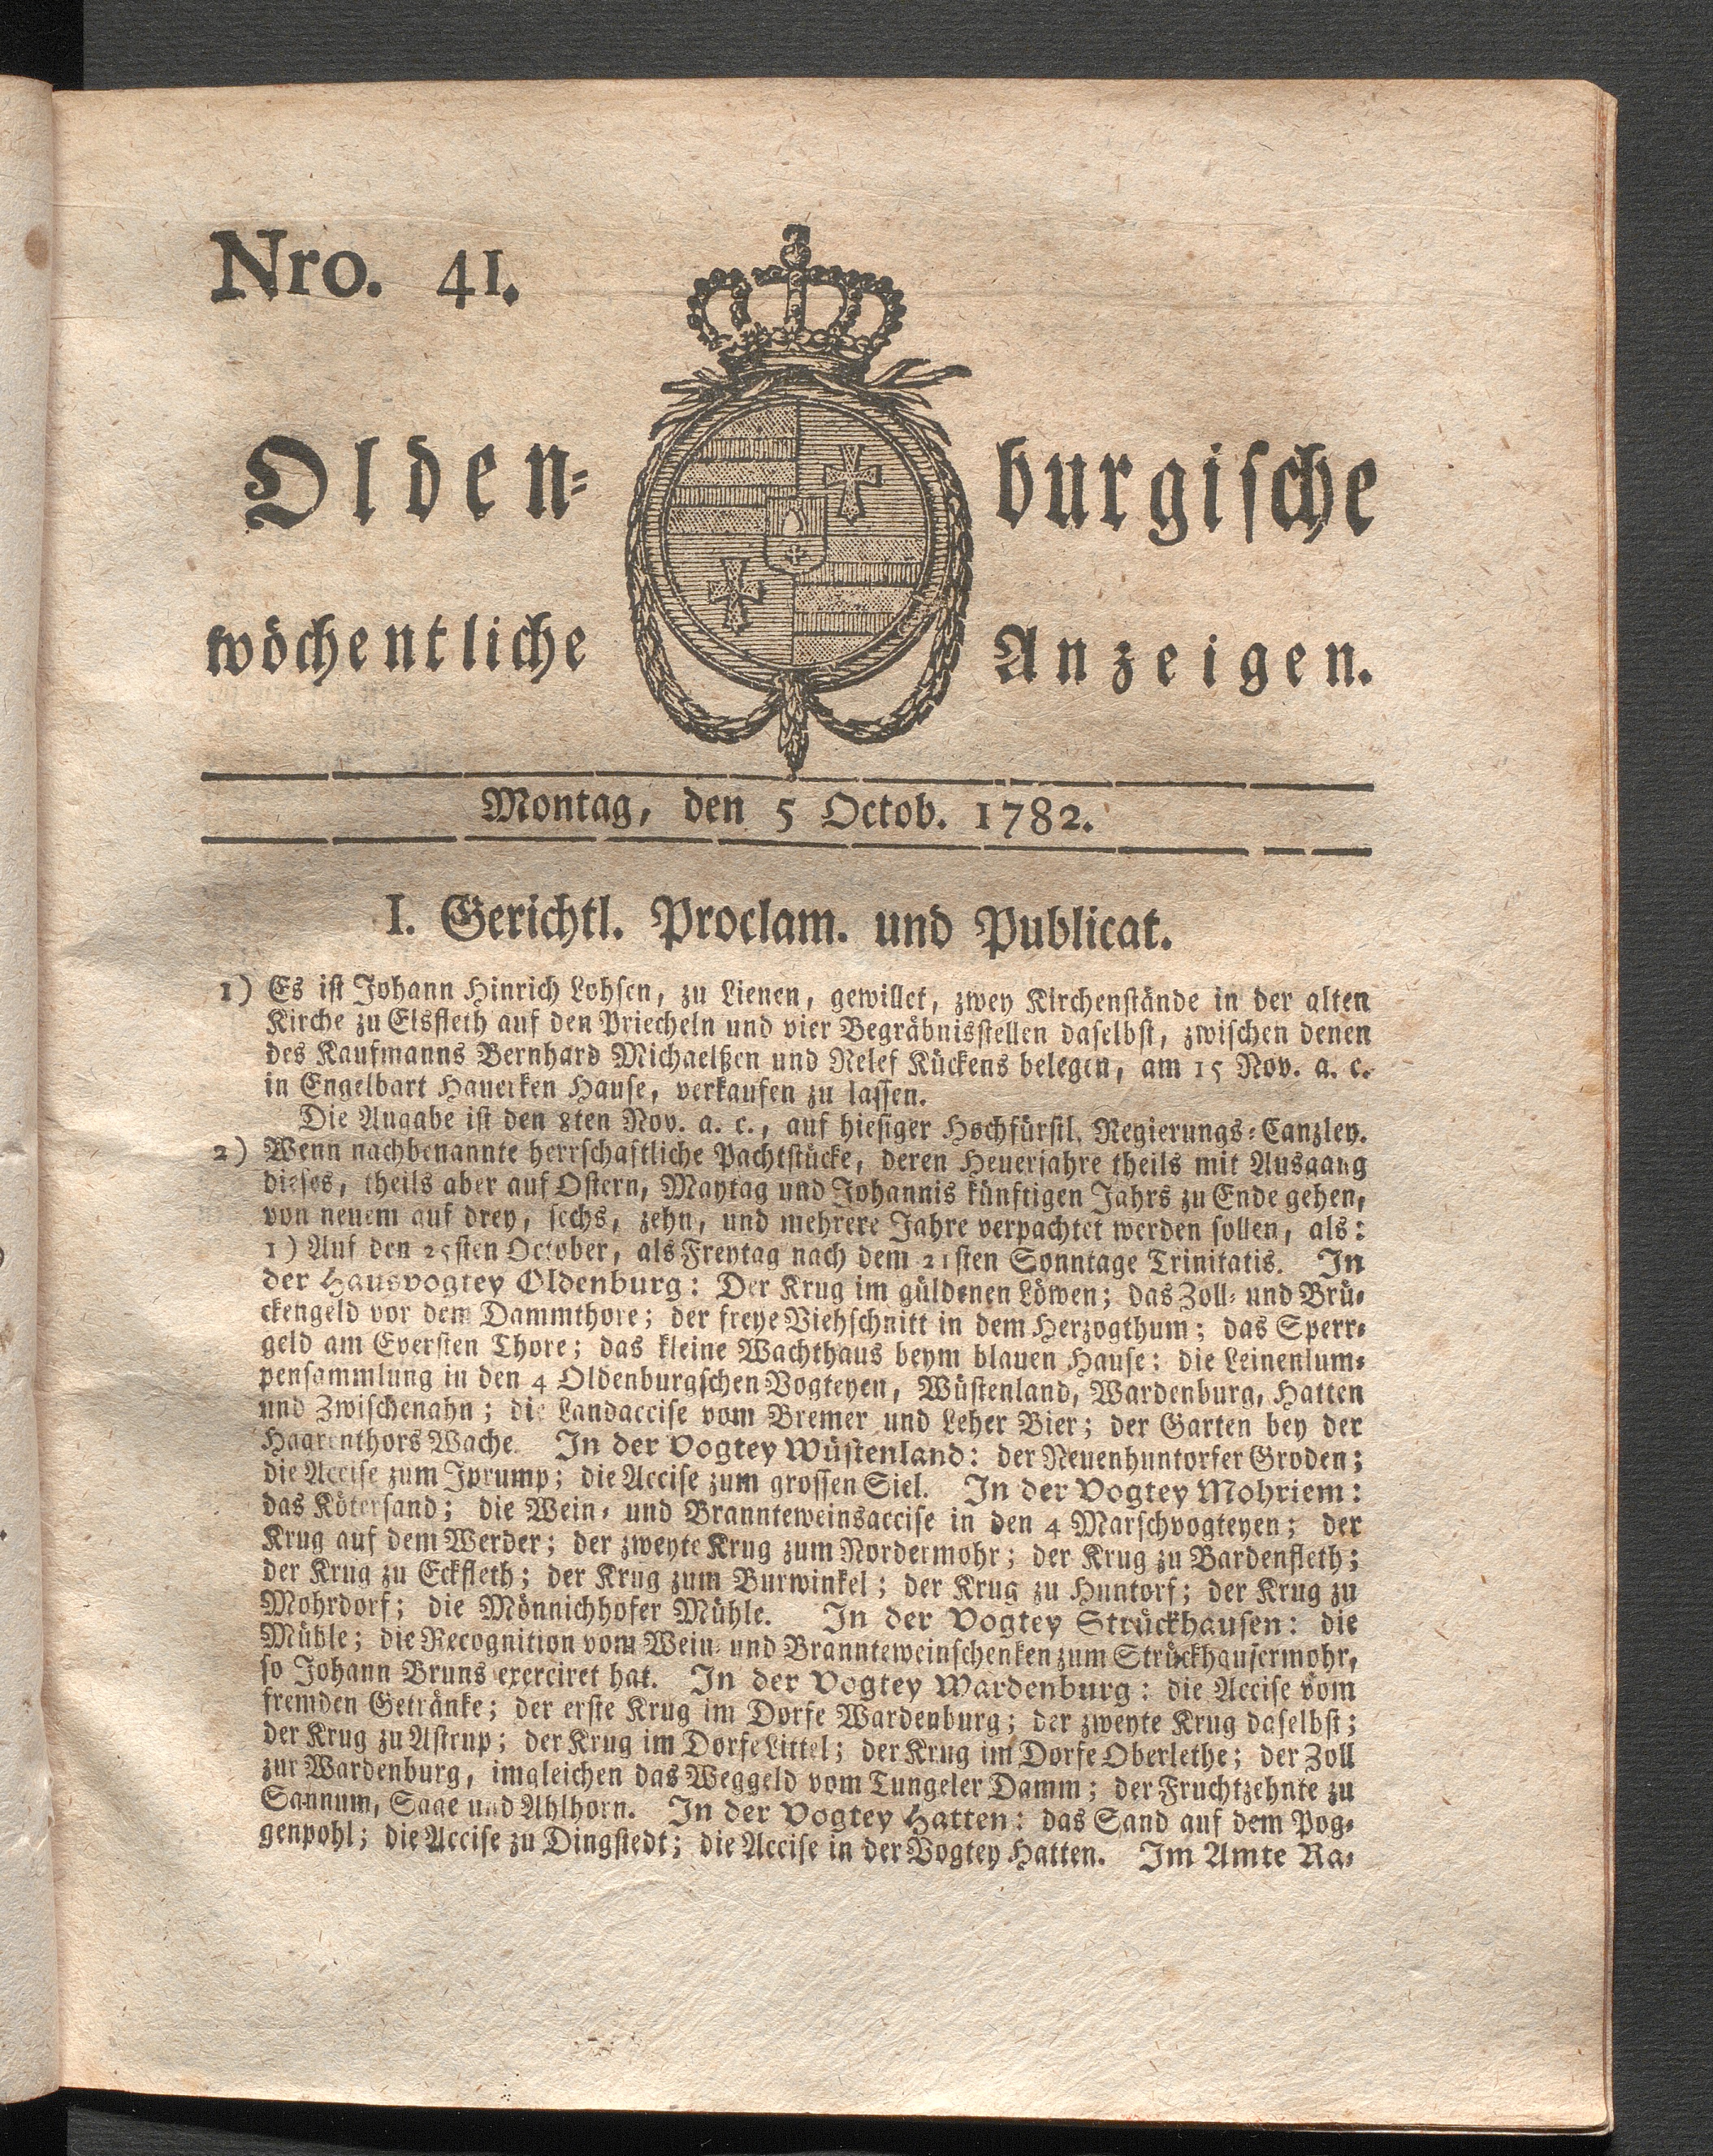 Nro. 41.
Olden= burgische
wöchentliche Anzeigen.
Montag, den 5 Octob. 1782.
I. Gerichtl. Proclam. und Publicat.
1) Es ist Johann Hinrich Lohsen, zu Lienen, gewillet, zwey Kirchenstände in der alten
Kirche zu Elsfleth auf den Priecheln und vier Begräbnisstellen daselbst, zwischen denen
des Kaufmanns Bernhard Michaelßen und Relef Kückens belegen, am 15 Nov. a. c.
in Engelbart Hauerken Hause, verkaufen zu lassen.
Die Angabe ist den 8ten Nov. a. c., auf hiesiger Hochfürstl. Regierungs=Canzley.
2) Wenn nachbenannte herrschaftliche Pachtstücke, deren Heuerjahre theils mit Ausgang
dieses, theils aber auf Ostern, Maytag und Johannis künftigen Jahrs zu Ende gehen,
von neuem auf drey, sechs, zehn, und mehrere Jahre verpachtet werden sollen, als:
1) Auf den 25sten October, als Freytag nach dem 21sten Sonntage Trinitatis. In
der Hausvogtey Oldenburg: Der Krug im güldenen Löwen; das Zoll= und Brü=
ckengeld vor dem Dammthore; der freye Viehschnitt in dem Herzogthum; das Sperr=
geld am Eversten Thore; das kleine Wachthaus beym blauen Hause; die Leinenlum=
pensammlung in den 4 Oldenburgschen Vogteyen, Wüstenland, Wardenburg, Hatten
und Zwischenahn; die Landaccise vom Bremer und Leher Bier; der Garten bey der
Haarenthors Wache. In der Vogtey Wüstenland: der Neuenhuntorfer Groden;
die Accise zum Iprump; die Accise zum grossen Siel. In der Vogtey Mohriem:
das Kötersand; die Wein= und Brannteweinsaccise in den 4 Marschvogteyen; der
Krug auf dem Werder; der zweyte Krug zum Nordermohr; der Krug zu Bardenfleth;
der Krug zu Eckfleth; der Krug zum Burwinkel; der Krug zu Huntorf; der Krug zu
Mohrdorf; die Mönnichhofer Mühle. In der Vogtey Strückhausen: die
Mühle; die Recognition vom Wein= und Brannteweinschenken zum Strückhausermohr,
so Johann Bruns exerciret hat. In der Vogtey Wardenburg: die Accise vom
fremden Getränke; der erste Krug im Dorfe Wardenburg; der zweyte Krug daselbst;
der Krug zu Astrup; der Krug im Dorfe Littel; der Krug im Dorfe Oberlethe; der Zoll
zur Wardenburg, imgleichen das Weggeld vom Tungeler Damm; der Fruchtzehnte zu
Sannum, Sage und Ahlhorn. In der Vogtey Hatten: das Sand auf dem Pog=
genpohl; die Accise zu Dingstedt; die Accise in der Vogtey Hatten. Im Amte Ra=